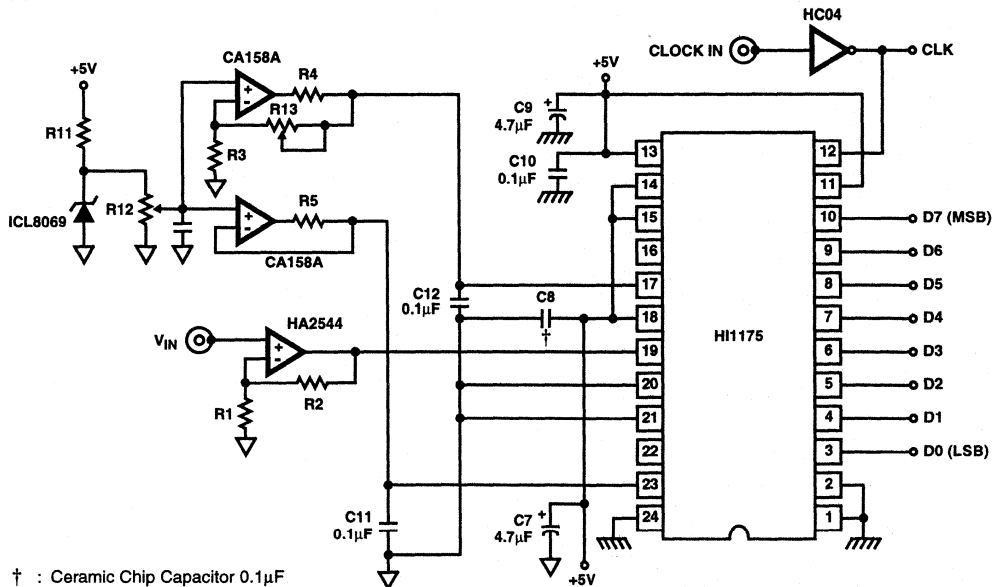 HC04
CLOCK IN
CLK
CA158A
+5V
R4
+5V
C9
+
4.7µF
R11
+
-
R13
R3
C10
0.1µF
13
12
14
11
ICL8069
R12
+
-
R5
CA158A
15
10
D7 (MSB)
16
9
D6
C12
0.1µF
C8
†
17
8
D5
18
HI1175
7
D4
VIN
HA2544
+
-
19
6
D3
R2
R1
20
5
D2
21
4
D1
22
3
D0 (LSB)
23
2
C11
0.1µF
C7
+
4.7µF
24
1
+5V
† : Ceramic Chip Capacitor 0.1µF